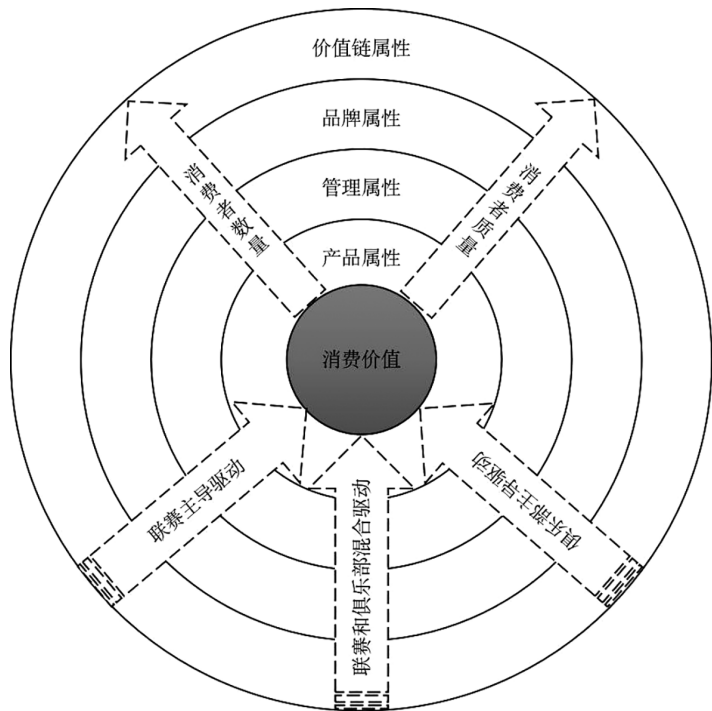 价值链属性
品牌属性
管理属性
产品属性
消费者数量
消费者质量
消费价值
联赛主导驱动
联赛和俱乐部混合驱动
俱乐部主导驱动